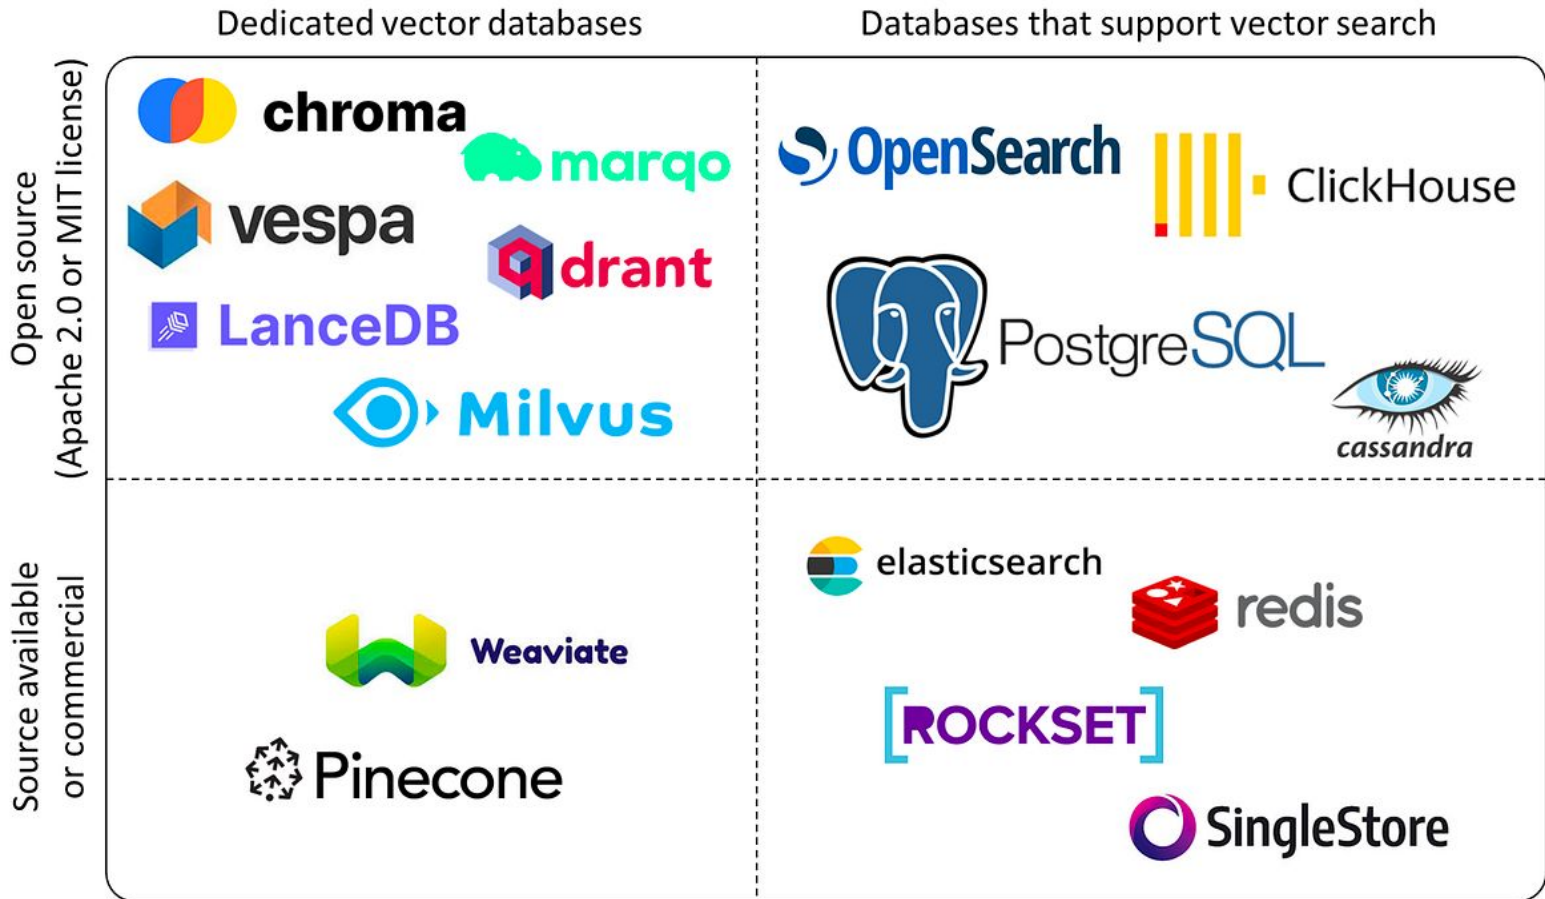 Dedicated vector databases
Databases that support vector search
Open source
(Apache 2.0 or MIT license)
chroma
marqo
vespa
qdrant
LanceDB
Milvus
OpenSearch
ClickHouse
PostgreSQL
cassandra
Source available
or commercial
Weaviate
Pinecone
elasticsearch
redis
ROCKSET
SingleStore